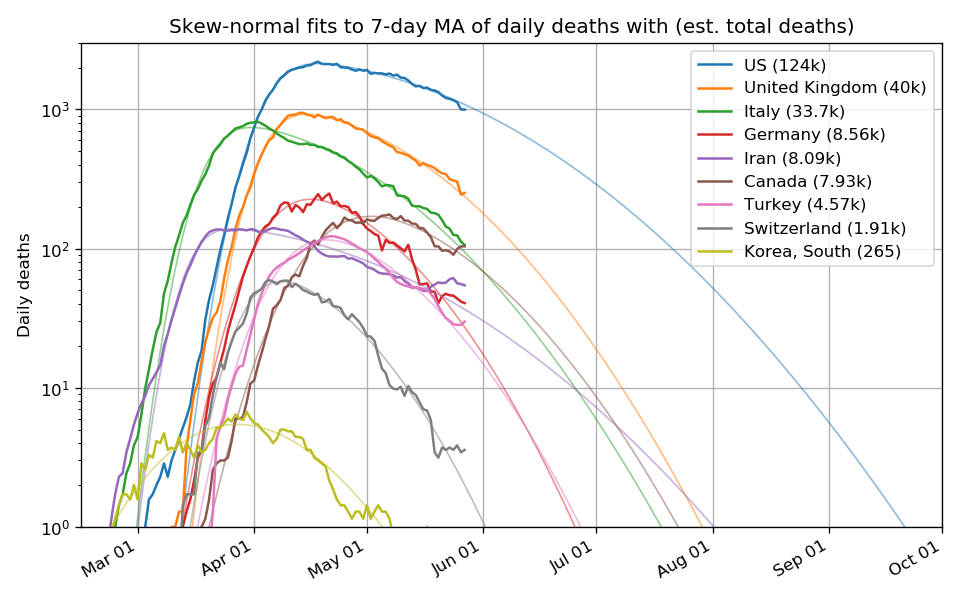 Skew-normal fits to 7-day MA of daily deaths with (est. total deaths)
Daily deaths
10³
10²
10¹
10⁰
US (124k)
United Kingdom (40k)
Italy (33.7k)
Germany (8.56k)
Iran (8.09k)
Canada (7.93k)
Turkey (4.57k)
Switzerland (1.91k)
Korea, South (265)
Mar 01
Apr 01
May 01
Jun 01
Jul 01
Aug 01
Sep 01
Oct 01